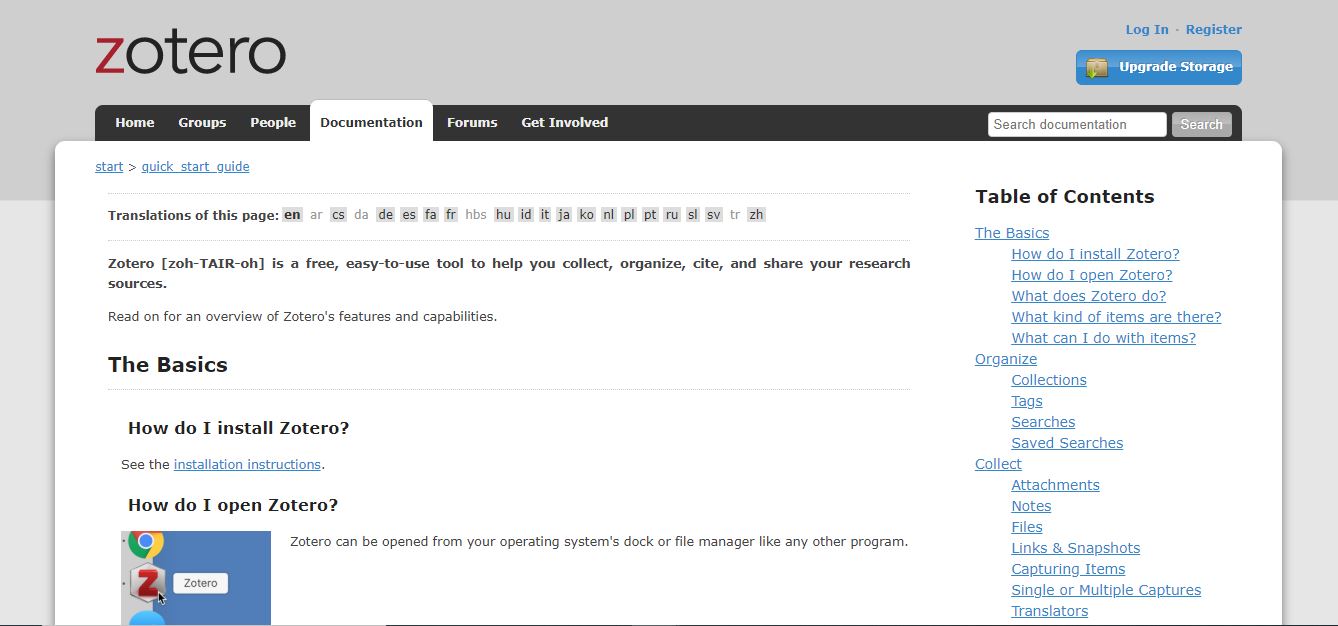 zotero
Log In · Register
Upgrade Storage
Home Groups People Documentation Forums Get Involved
Search documentation Search
start > quick_start_guide
Translations of this page: en ar cs da de es fa fr hbs hu id it ja ko nl pl pt ru sl sv tr zh
Zotero [zoh-TAIR-oh] is a free, easy-to-use tool to help you collect, organize, cite, and share your research
sources.
Read on for an overview of Zotero's features and capabilities.
The Basics
How do I install Zotero?
See the installation instructions.
How do I open Zotero?
Z
Zotero
Zotero can be opened from your operating system's dock or file manager like any other program.
Table of Contents
The Basics
How do I install Zotero?
How do I open Zotero?
What does Zotero do?
What kind of items are there?
What can I do with items?
Organize
Collections
Tags
Searches
Saved Searches
Collect
Attachments
Notes
Files
Links & Snapshots
Capturing Items
Single or Multiple Captures
Translators